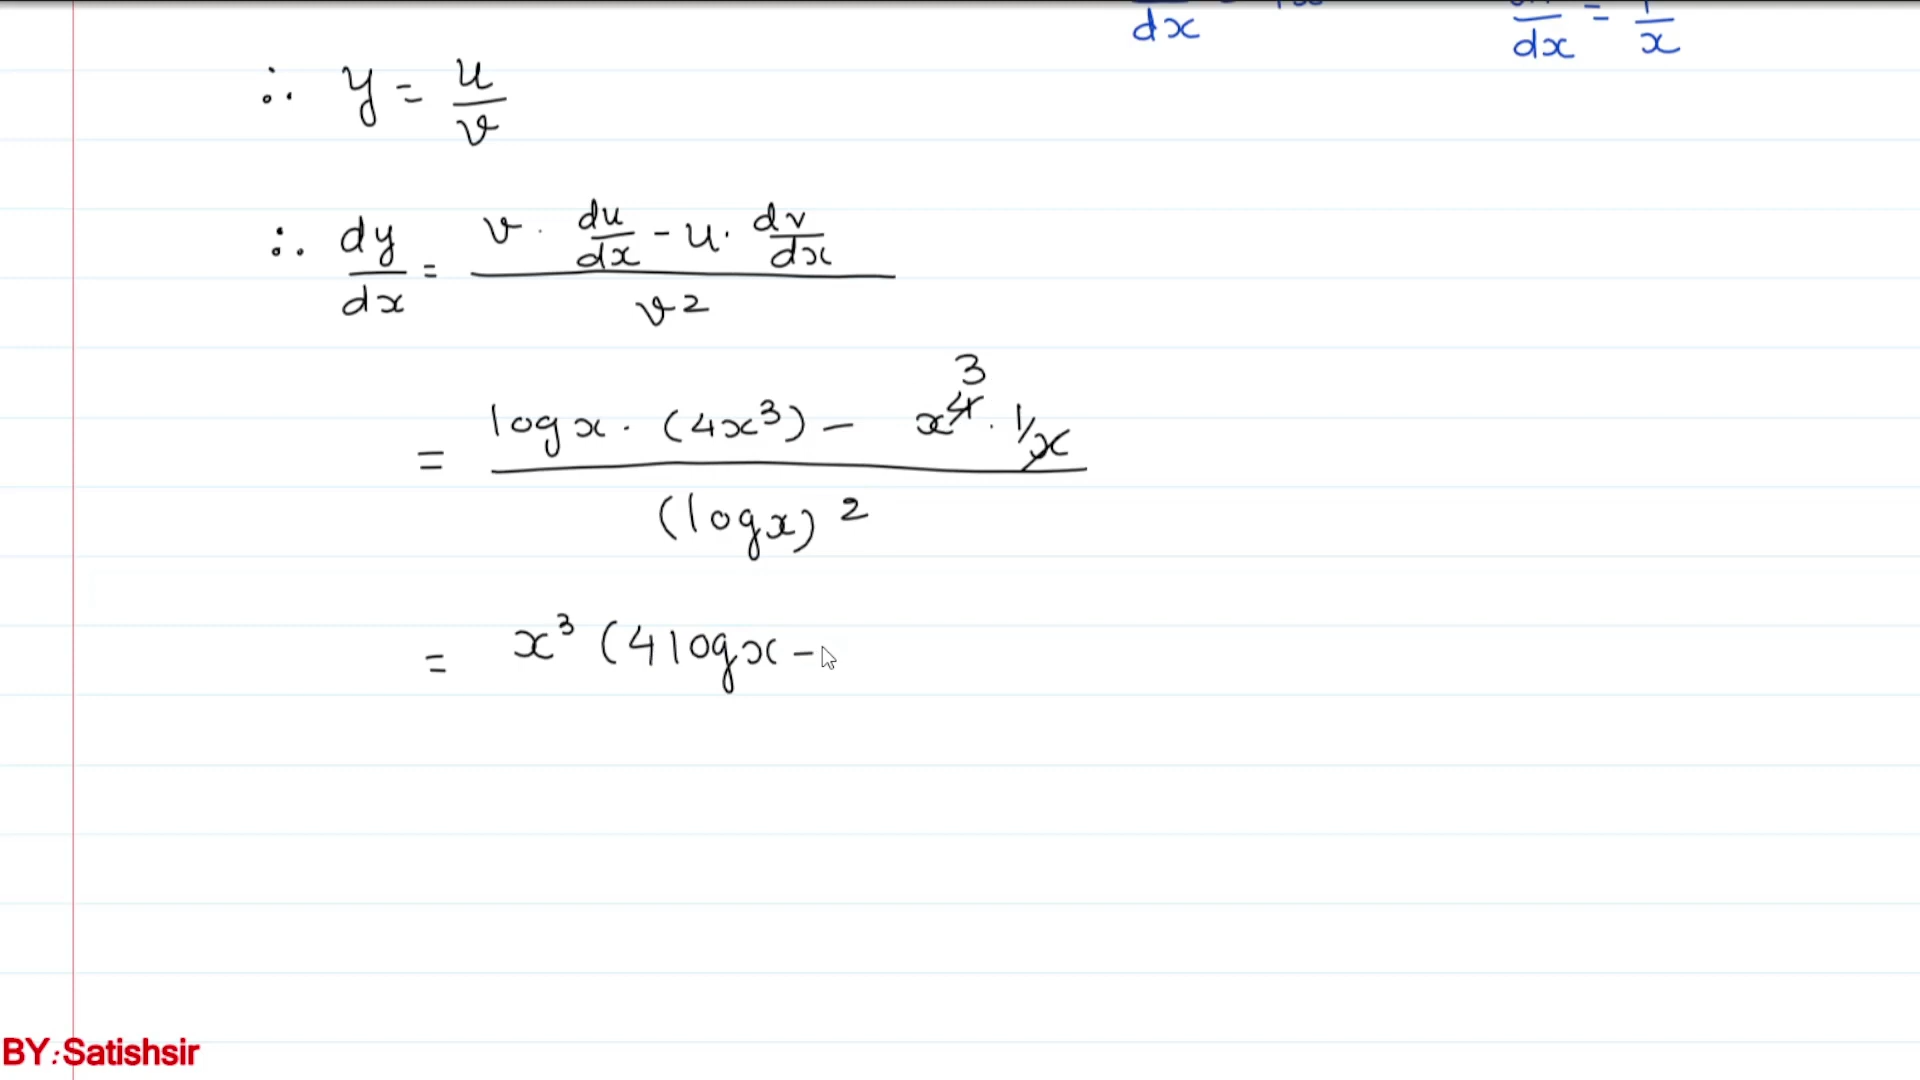 dx = 1/x
dx
∴ y = u/v
∴ dy/dx = (v · du/dx - u · dv/dx) / v²
= (log x · (4x³) - x⁴ ³ · 1/x) / (log x)²
= x³ (4 log x -
BY:Satishsir